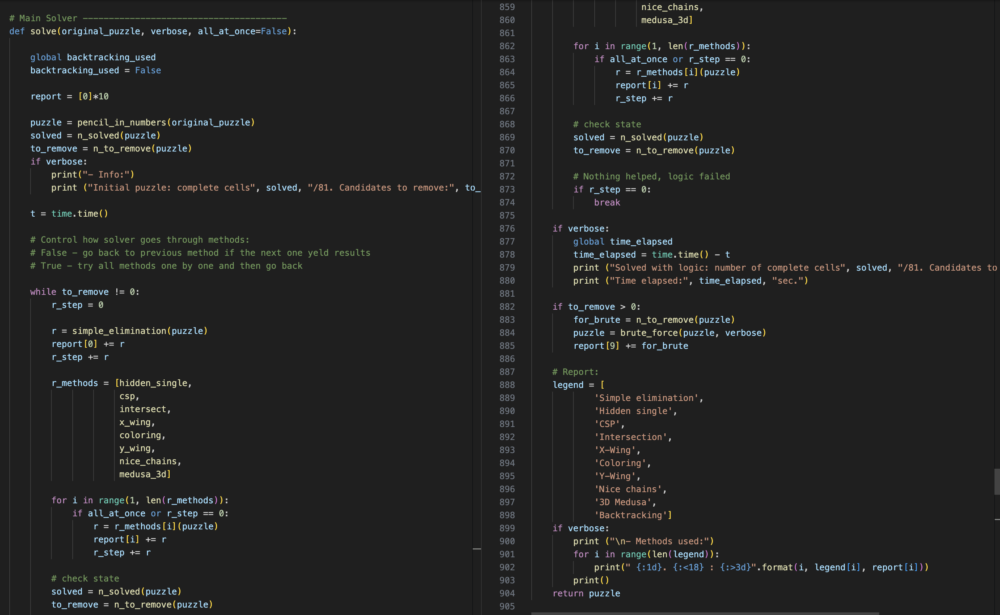 # Main Solver ---------------------------------------
def solve(original_puzzle, verbose, all_at_once=False):
global backtracking_used
backtracking_used = False
report = [0]*10
puzzle = pencil_in_numbers(original_puzzle)
solved = n_solved(puzzle)
to_remove = n_to_remove(puzzle)
if verbose:
print("- Info:")
print ("Initial puzzle: complete cells", solved, "/81. Candidates to remove:", to_
t = time.time()
# Control how solver goes through methods:
# False - go back to previous method if the next one yeld results
# True - try all methods one by one and then go back
while to_remove != 0:
r_step = 0
r = simple_elimination(puzzle)
report[0] += r
r_step += r
r_methods = [hidden_single,
csp,
intersect,
x_wing,
coloring,
y_wing,
nice_chains,
medusa_3d]
for i in range(1, len(r_methods)):
if all_at_once or r_step == 0:
r = r_methods[i](puzzle)
report[i] += r
r_step += r
# check state
solved = n_solved(puzzle)
to_remove = n_to_remove(puzzle)
859 nice_chains,
860 medusa_3d]
861
862 for i in range(1, len(r_methods)):
863 if all_at_once or r_step == 0:
864 r = r_methods[i](puzzle)
865 report[i] += r
866 r_step += r
867
868 # check state
869 solved = n_solved(puzzle)
870 to_remove = n_to_remove(puzzle)
871
872 # Nothing helped, logic failed
873 if r_step == 0:
874 break
875
876 if verbose:
877 global time_elapsed
878 time_elapsed = time.time() - t
879 print ("Solved with logic: number of complete cells", solved, "/81. Candidates to
880 print ("Time elapsed:", time_elapsed, "sec.")
881
882 if to_remove > 0:
883 for_brute = n_to_remove(puzzle)
884 puzzle = brute_force(puzzle, verbose)
885 report[9] += for_brute
886
887 # Report:
888 legend = [
889 'Simple elimination',
890 'Hidden single',
891 'CSP',
892 'Intersection',
893 'X-Wing',
894 'Coloring',
895 'Y-Wing',
896 'Nice chains',
897 '3D Medusa',
898 'Backtracking']
899 if verbose:
900 print ("\n- Methods used:")
901 for i in range(len(legend)):
902 print(" {:1d}. {:<18} : {:>3d}".format(i, legend[i], report[i]))
903 print()
904 return puzzle
905